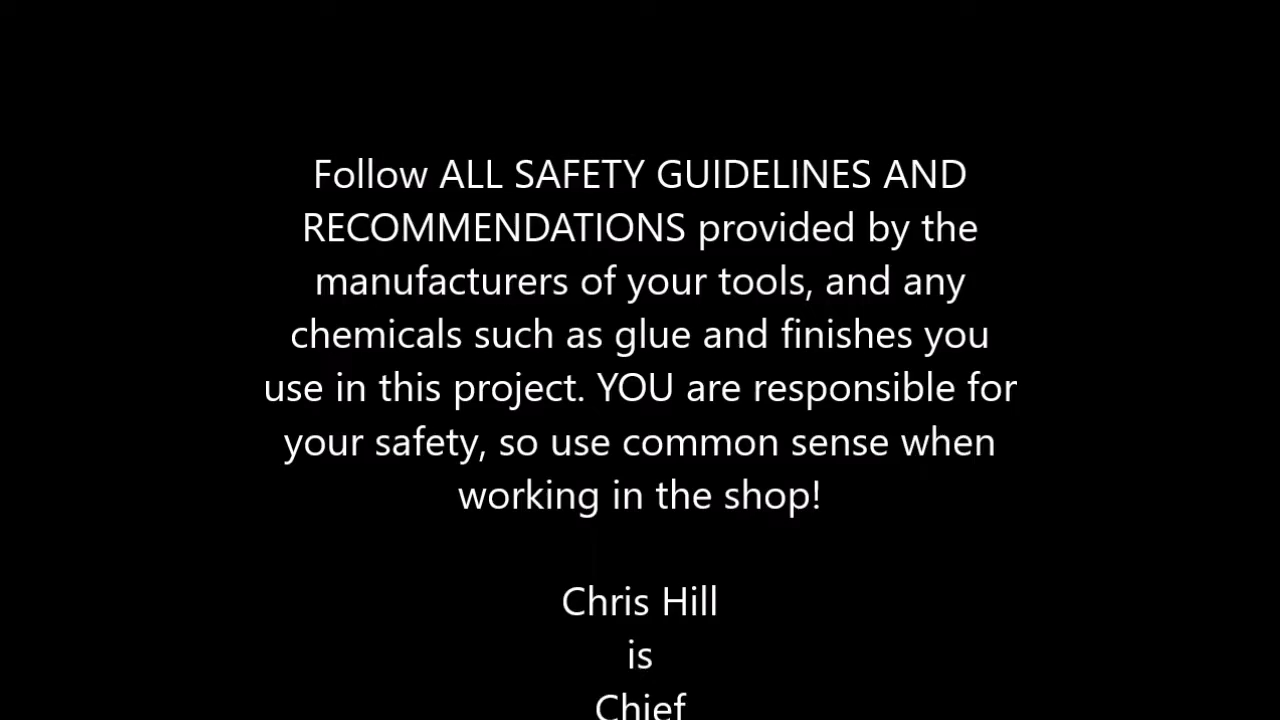 Follow ALL SAFETY GUIDELINES AND
RECOMMENDATIONS provided by the
manufacturers of your tools, and any
chemicals such as glue and finishes you
use in this project. YOU are responsible for
your safety, so use common sense when
working in the shop!
Chris Hill
is
Chief